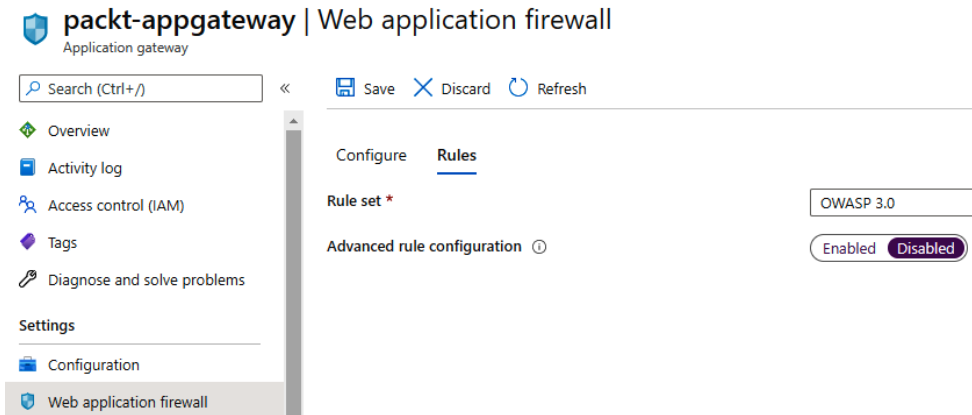 packt-appgateway | Web application firewall
Application gateway
Search (Ctrl+/)
«
Save Discard Refresh
Overview
Activity log
Access control (IAM)
Tags
Diagnose and solve problems
Settings
Configuration
Web application firewall
Configure Rules
Rule set * OWASP 3.0
Advanced rule configuration Enabled Disabled